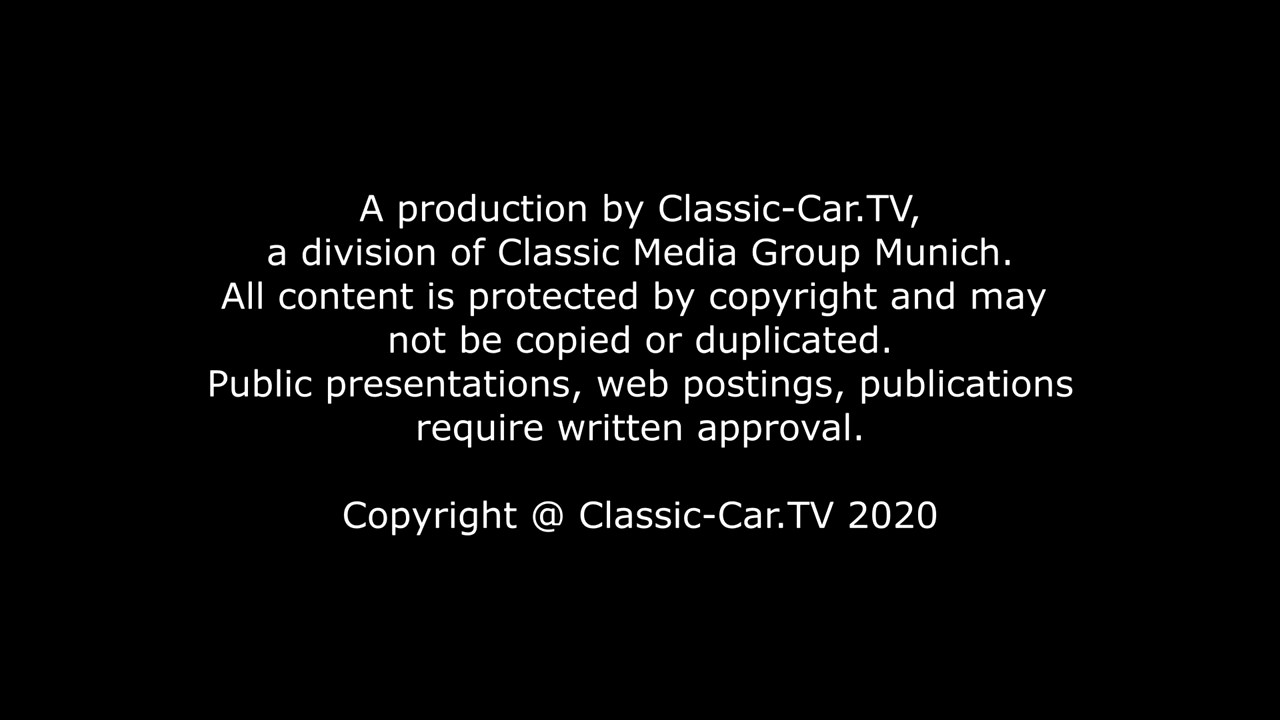 A production by Classic-Car.TV,
a division of Classic Media Group Munich.
All content is protected by copyright and may
not be copied or duplicated.
Public presentations, web postings, publications
require written approval.
Copyright @ Classic-Car.TV 2020